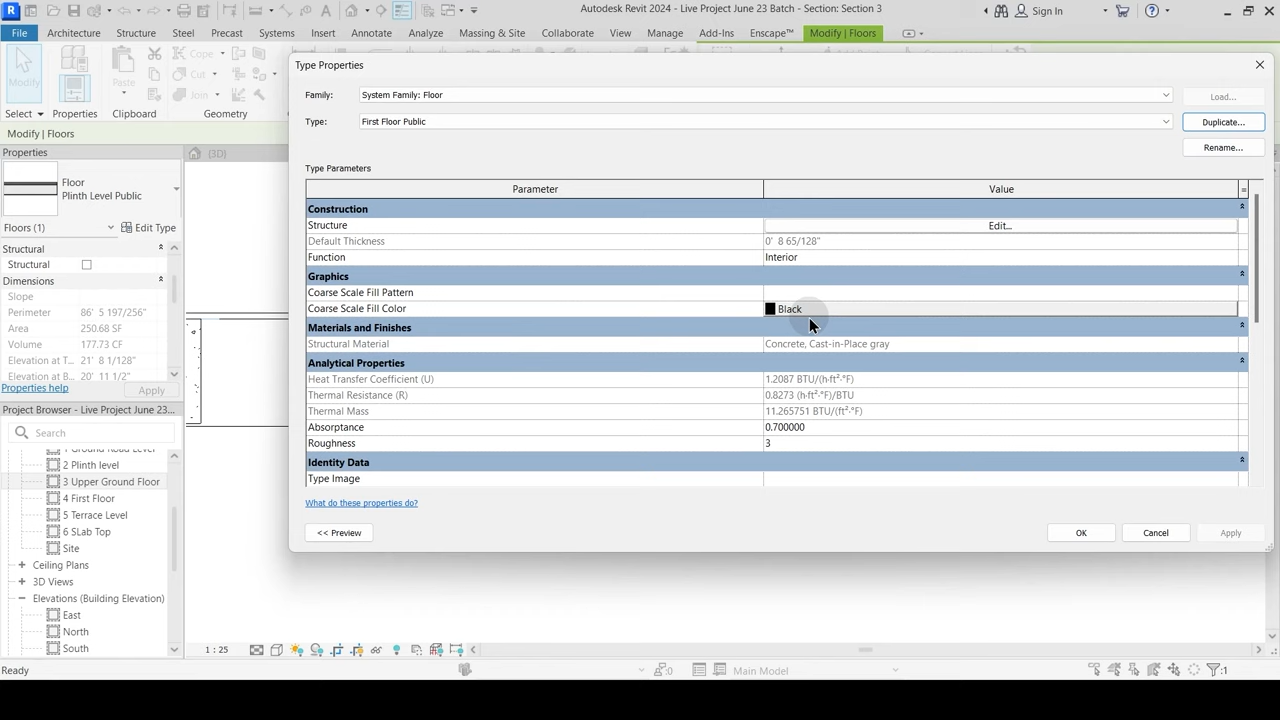 Autodesk Revit 2024 - Live Project June 23 Batch - Section: Section 3
Sign In
File Architecture Structure Steel Precast Systems Insert Annotate Analyze Massing & Site Collaborate View Manage Add-Ins Enscape™ Modify | Floors
Modify
Paste
Cope
Cut
Join
Select Properties Clipboard Geometry
Modify | Floors
Properties
Floor
Plinth Level Public
Floors (1)
Edit Type
Structural
Structural
Dimensions
Slope
Perimeter 86' 5 197/256"
Area 250.68 SF
Volume 177.73 CF
Elevation at T... 21' 8 1/128"
Elevation at B... 20' 11 1/2"
Properties help
Apply
Project Browser - Live Project June 23...
Search
1 Ground Road Level
2 Plinth level
3 Upper Ground Floor
4 First Floor
5 Terrace Level
6 SLab Top
Site
Ceiling Plans
3D Views
Elevations (Building Elevation)
East
North
South
{3D}
Type Properties
Family: System Family: Floor Load...
Type: First Floor Public Duplicate...
Rename...
Type Parameters
Parameter Value =
Construction
Structure Edit...
Default Thickness 0' 8 65/128"
Function Interior
Graphics
Coarse Scale Fill Pattern
Coarse Scale Fill Color Black
Materials and Finishes
Structural Material Concrete, Cast-in-Place gray
Analytical Properties
Heat Transfer Coefficient (U) 1.2087 BTU/(h·ft²·°F)
Thermal Resistance (R) 0.8273 (h·ft²·°F)/BTU
Thermal Mass 11.265751 BTU/(ft²·°F)
Absorptance 0.700000
Roughness 3
Identity Data
Type Image
What do these properties do?
<< Preview OK Cancel Apply
1 : 25
Ready
:0
Main Model
:1